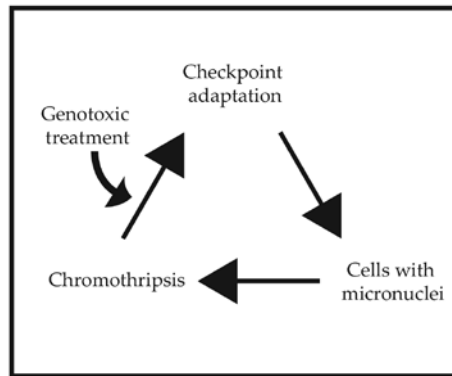 Checkpoint
adaptation
Genotoxic
treatment
Chromothripsis
Cells with
micronuclei